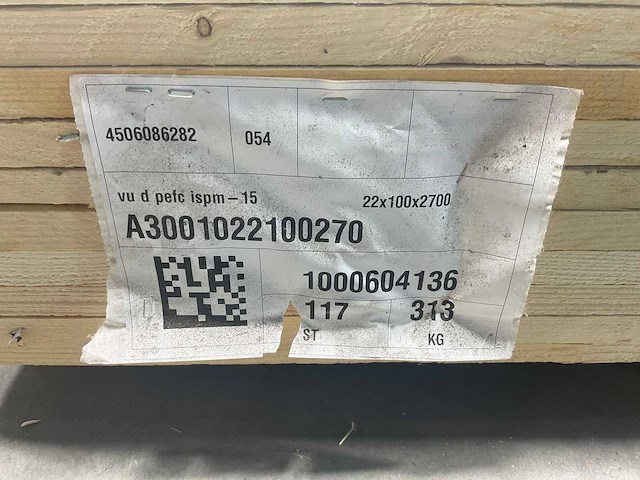 4506086282 054
vu d pefc ispm-15 22x100x2700
A3001022100270
1000604136
117 313
ST KG